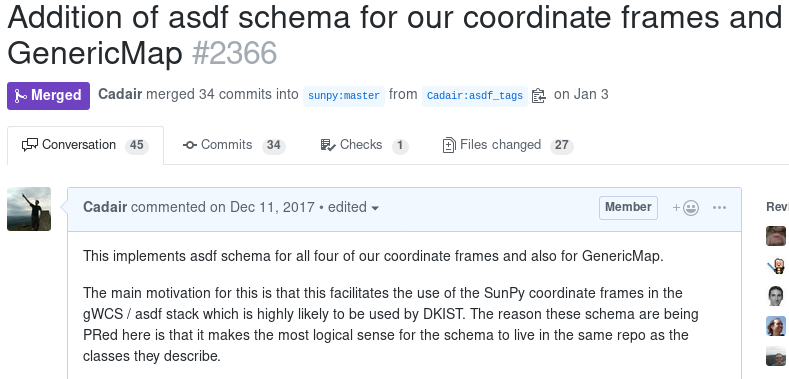 Addition of asdf schema for our coordinate frames and
GenericMap #2366
Merged Cadair merged 34 commits into sunpy:master from Cadair:asdf_tags on Jan 3
Conversation 45 Commits 34 Checks 1 Files changed 27
Cadair commented on Dec 11, 2017 • edited Member + ... Revi
This implements asdf schema for all four of our coordinate frames and also for GenericMap.
The main motivation for this is that this facilitates the use of the SunPy coordinate frames in the
gWCS / asdf stack which is highly likely to be used by DKIST. The reason these schema are being
PRed here is that it makes the most logical sense for the schema to live in the same repo as the
classes they describe.